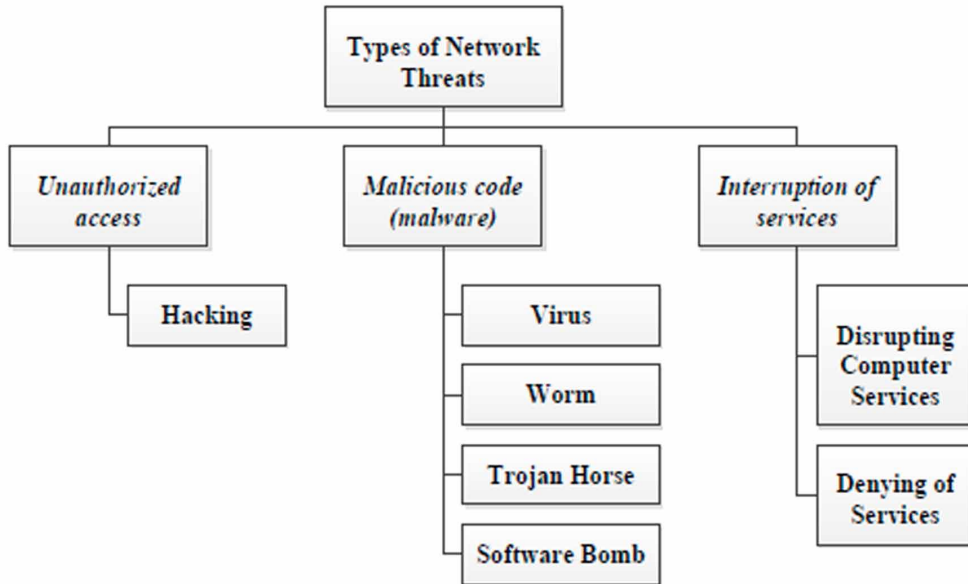 Types of Network
Threats
Unauthorized
access
Malicious code
(malware)
Interruption of
services
Hacking
Virus
Worm
Trojan Horse
Software Bomb
Disrupting
Computer
Services
Denying of
Services